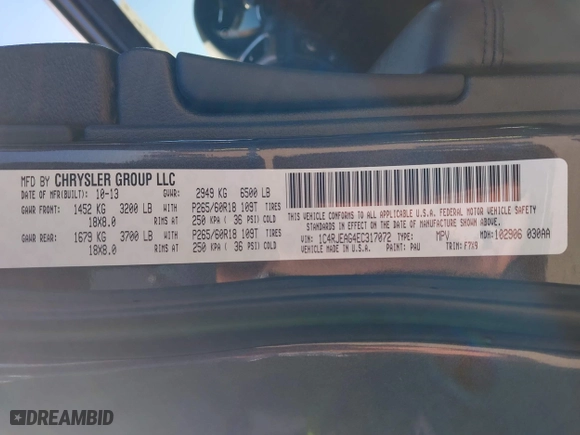 MFD BY CHRYSLER GROUP LLC
DATE OF MFR(BUILT): 10-13 GVWR: 2949 KG 6500 LB
GAWR FRONT: 1452 KG 3200 LB WITH P265/60R18 109T TIRES
18X8.0 RIMS AT 250 KPA ( 36 PSI) COLD
GAWR REAR: 1679 KG 3700 LB WITH P265/60R18 109T TIRES
18X8.0 RIMS AT 250 KPA ( 36 PSI) COLD
THIS VEHICLE CONFORMS TO ALL APPLICABLE U.S.A. FEDERAL MOTOR VEHICLE SAFETY
STANDARDS IN EFFECT ON THE DATE OF MANUFACTURE SHOWN ABOVE.
VIN: 1C4RJEAG4EC317072 TYPE: MPV MDH: 102906 030AA
VEHICLE MADE IN U.S.A. PAINT: PAU TRIM: F7X9
DREAMBID